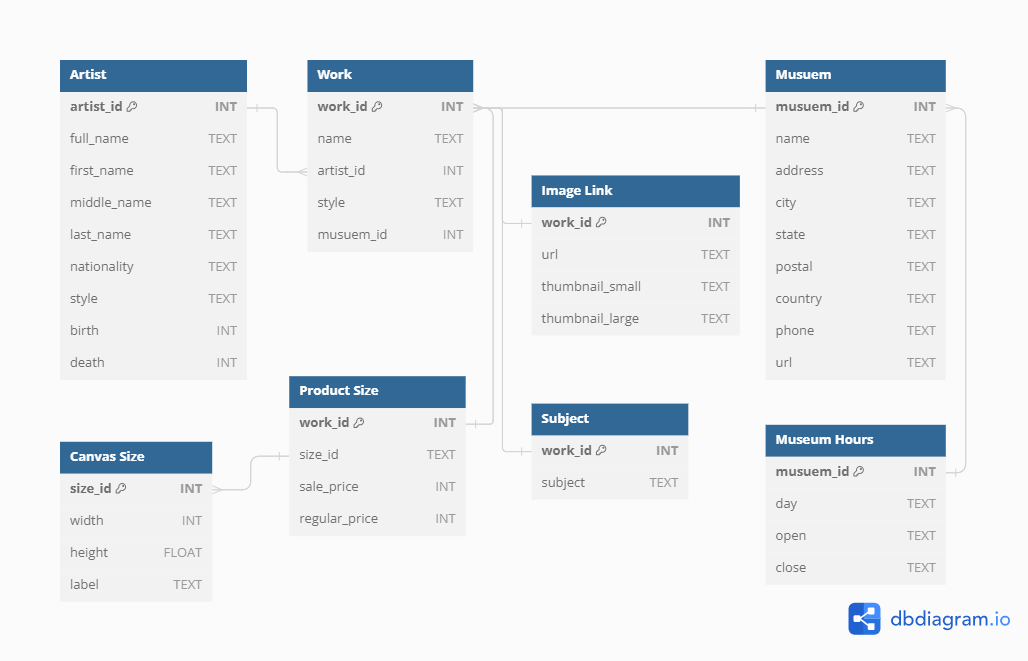 Artist
artist_id INT
full_name TEXT
first_name TEXT
middle_name TEXT
last_name TEXT
nationality TEXT
style TEXT
birth INT
death INT
Work
work_id INT
name TEXT
artist_id INT
style TEXT
musuem_id INT
Musuem
musuem_id INT
name TEXT
address TEXT
city TEXT
state TEXT
postal TEXT
country TEXT
phone TEXT
url TEXT
Image Link
work_id INT
url TEXT
thumbnail_small TEXT
thumbnail_large TEXT
Product Size
work_id INT
size_id TEXT
sale_price INT
regular_price INT
Subject
work_id INT
subject TEXT
Canvas Size
size_id INT
width INT
height FLOAT
label TEXT
Museum Hours
musuem_id INT
day TEXT
open TEXT
close TEXT
dbdiagram.io